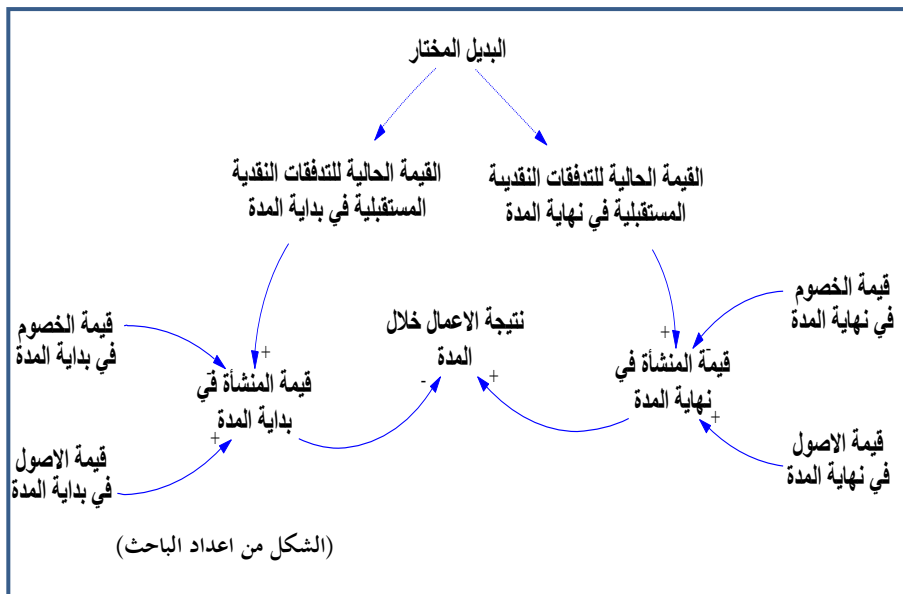 البديل المختار
القيمة الحالية للتدفقات النقدية
المستقبلية في بداية المدة
القيمة الحالية للتدفقات النقديبة
المستقبلية في نهاية المدة
قيمة الخصوم
في نهاية المدة
نتيجة الاعمال خلال
المدة
قيمة الخصوم
في بداية المدة
+
+
قيمة المنشأة في
نهاية المدة
-
+
قيمة المنشأة في
بداية المدة
+
+
قيمة الاصول
في نهاية المدة
قيمة الاصول
في بداية المدة
(الشكل من اعداد الباحث)